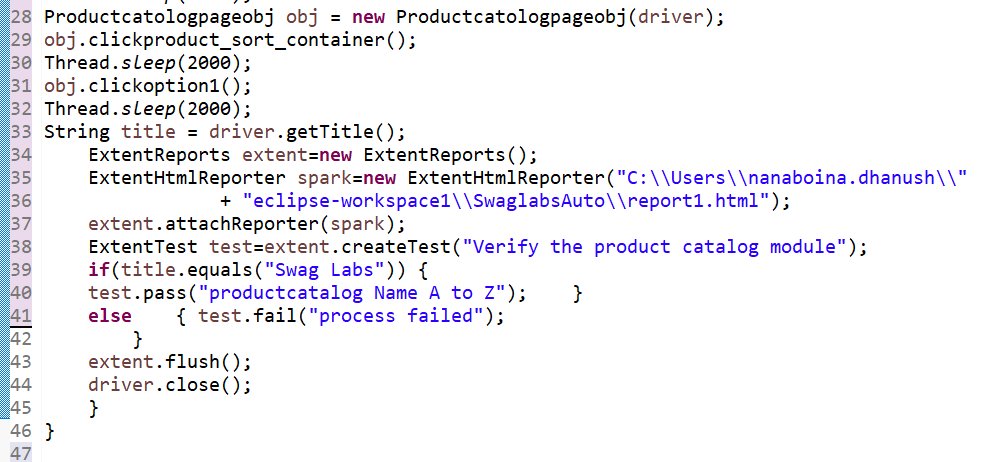 28 Productcatologpageobj obj = new Productcatologpageobj(driver);
29 obj.clickproduct_sort_container();
30 Thread.sleep(2000);
31 obj.clickoption1();
32 Thread.sleep(2000);
33 String title = driver.getTitle();
34     ExtentReports extent=new ExtentReports();
35     ExtentHtmlReporter spark=new ExtentHtmlReporter("C:\\Users\\nanaboina.dhanush\\"
36                 + "eclipse-workspace1\\SwaglabsAuto\\report1.html");
37     extent.attachReporter(spark);
38     ExtentTest test=extent.createTest("Verify the product catalog module");
39     if(title.equals("Swag Labs")) {
40     test.pass("productcatalog Name A to Z");    }
41     else    { test.fail("process failed");
42         }
43     extent.flush();
44     driver.close();
45     }
46 }
47